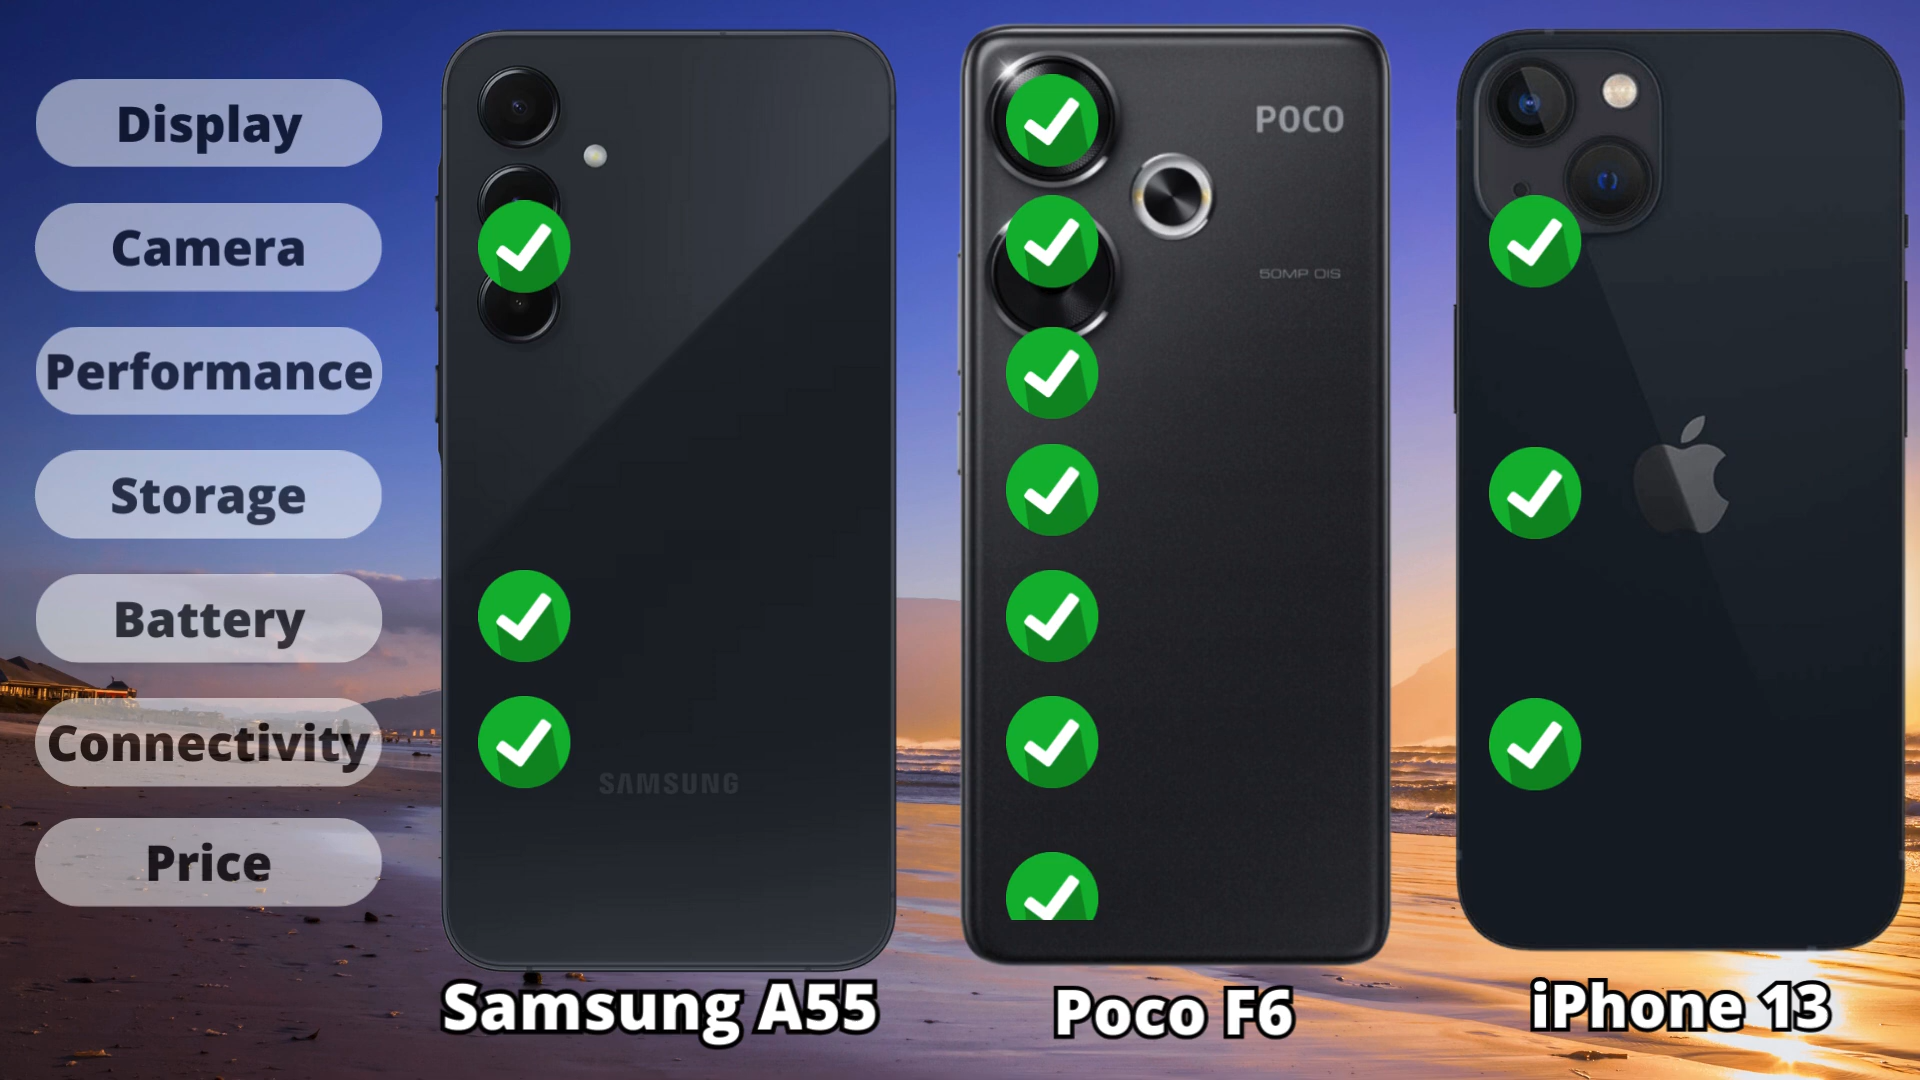 Display
Camera
Performance
Storage
Battery
Connectivity
Price
SAMSUNG
Samsung A55
POCO
50MP OIS
Poco F6
iPhone 13